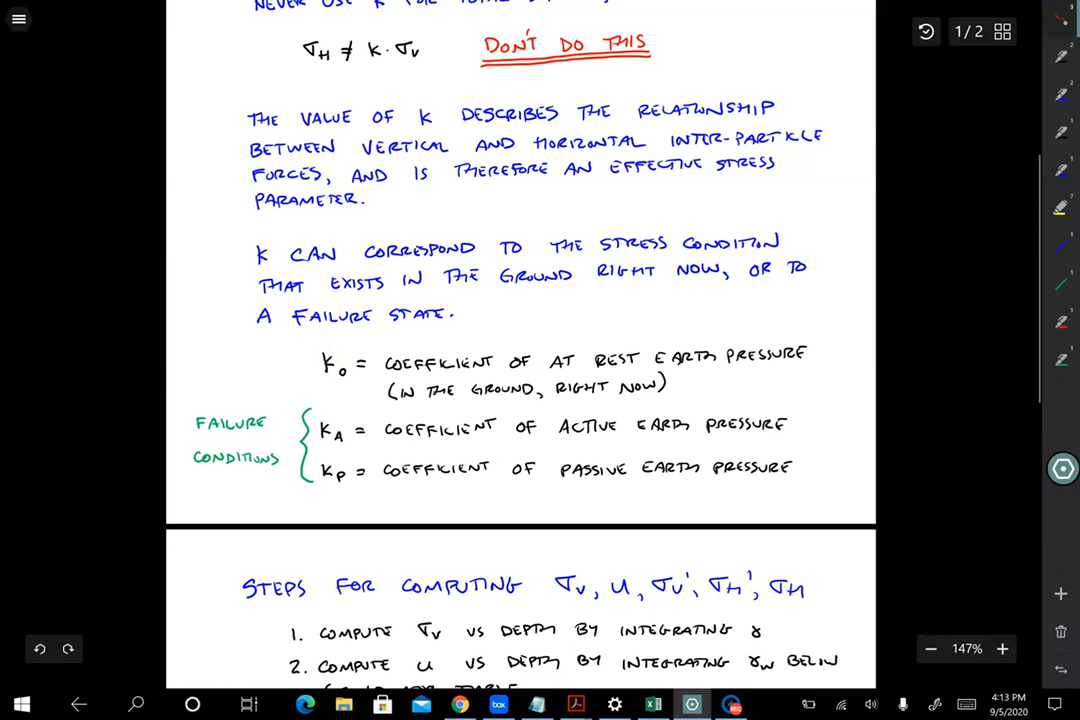 NEVER USE K FOR TOTAL
σH ≠ K · σV DON'T DO THIS
THE VALUE OF K DESCRIBES THE RELATIONSHIP
BETWEEN VERTICAL AND HORIZONTAL INTER-PARTICLE
FORCES, AND IS THEREFORE AN EFFECTIVE STRESS
PARAMETER.
K CAN CORRESPOND TO THE STRESS CONDITION
THAT EXISTS IN THE GROUND RIGHT NOW, OR TO
A FAILURE STATE.
K₀ = COEFFICIENT OF AT REST EARTH PRESSURE
(IN THE GROUND, RIGHT NOW)
FAILURE
CONDITIONS
KA = COEFFICIENT OF ACTIVE EARTH PRESSURE
KP = COEFFICIENT OF PASSIVE EARTH PRESSURE
STEPS FOR COMPUTING σV, U, σV', σH', σH
1. COMPUTE σV VS DEPTH BY INTEGRATING γ
2. COMPUTE U VS DEPTH BY INTEGRATING γW BELOW
1/2
147%
4:13 PM
9/5/2020